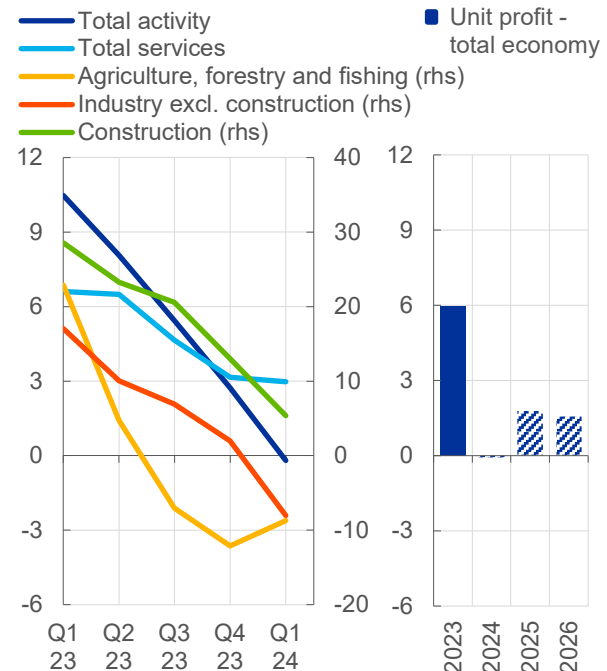 Total activity
Total services
Agriculture, forestry and fishing (rhs)
Industry excl. construction (rhs)
Construction (rhs)
12
9
6
3
0
-3
-6
40
30
20
10
0
-10
-20
Q1
23
Q2
23
Q3
23
Q4
23
Q1
24
Unit profit -
total economy
12
9
6
3
0
-3
-6
2023
2024
2025
2026